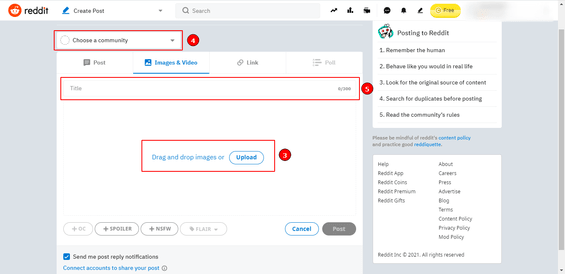 reddit
Create Post
Search
Free
Choose a community
4
Post
Images & Video
Link
Poll
Title
0/300
5
Drag and drop images or
Upload
3
+ OC
+ SPOILER
+ NSFW
FLAIR
Cancel
Post
Send me post reply notifications
Connect accounts to share your post
Posting to Reddit
1. Remember the human
2. Behave like you would in real life
3. Look for the original source of content
4. Search for duplicates before posting
5. Read the community's rules
Please be mindful of reddit's content policy
and practice good reddiquette.
Help
About
Reddit App
Careers
Reddit Coins
Press
Reddit Premium
Advertise
Reddit Gifts
Blog
Terms
Content Policy
Privacy Policy
Mod Policy
Reddit Inc © 2021. All rights reserved